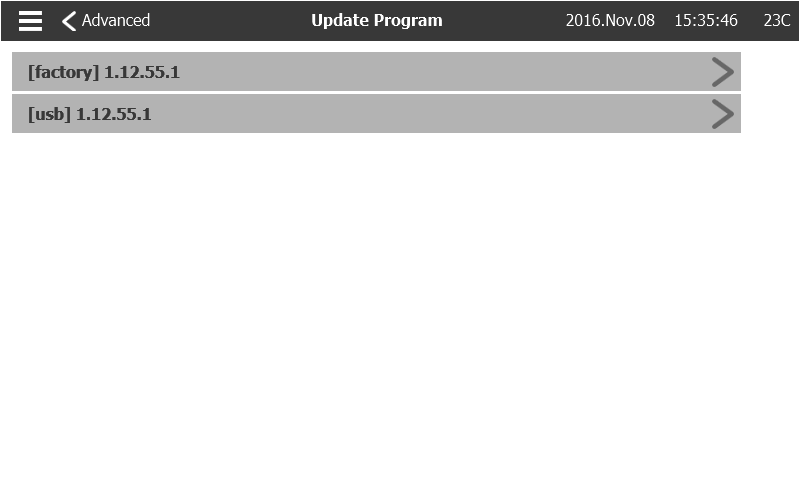 Advanced Update Program 2016.Nov.08 15:35:46 23C
[factory] 1.12.55.1
[usb] 1.12.55.1